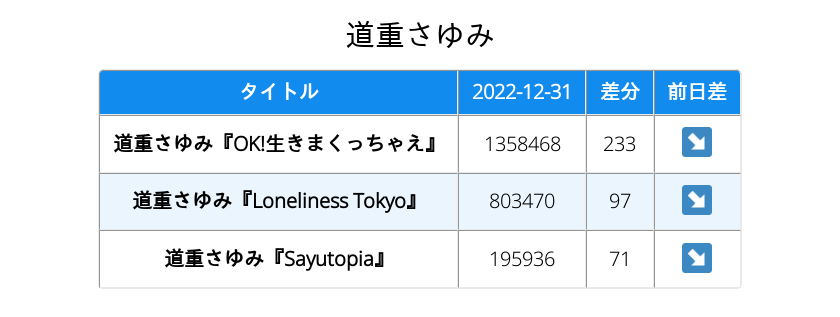 道重さゆみ
タイトル 2022-12-31 差分 前日差
道重さゆみ『OK!生きまくっちゃえ』 1358468 233 ↘
道重さゆみ『Loneliness Tokyo』 803470 97 ↘
道重さゆみ『Sayutopia』 195936 71 ↘